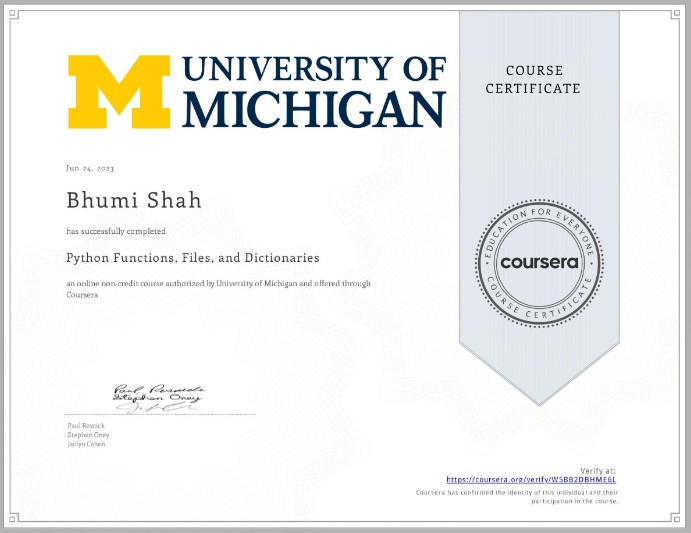 UNIVERSITY OF
MICHIGAN
COURSE
CERTIFICATE
Jun 24, 2023
Bhumi Shah
has successfully completed
Python Functions, Files, and Dictionaries
an online non-credit course authorized by University of Michigan and offered through
Coursera
EDUCATION FOR EVERYONE
coursera
COURSE CERTIFICATE
Paul Resnick
Stephen Oney
Paul Resnick
Stephen Oney
Jaclyn Cohen
Verify at:
https://coursera.org/verify/W5BB2DBHME6L
Coursera has confirmed the identity of this individual and their
participation in the course.